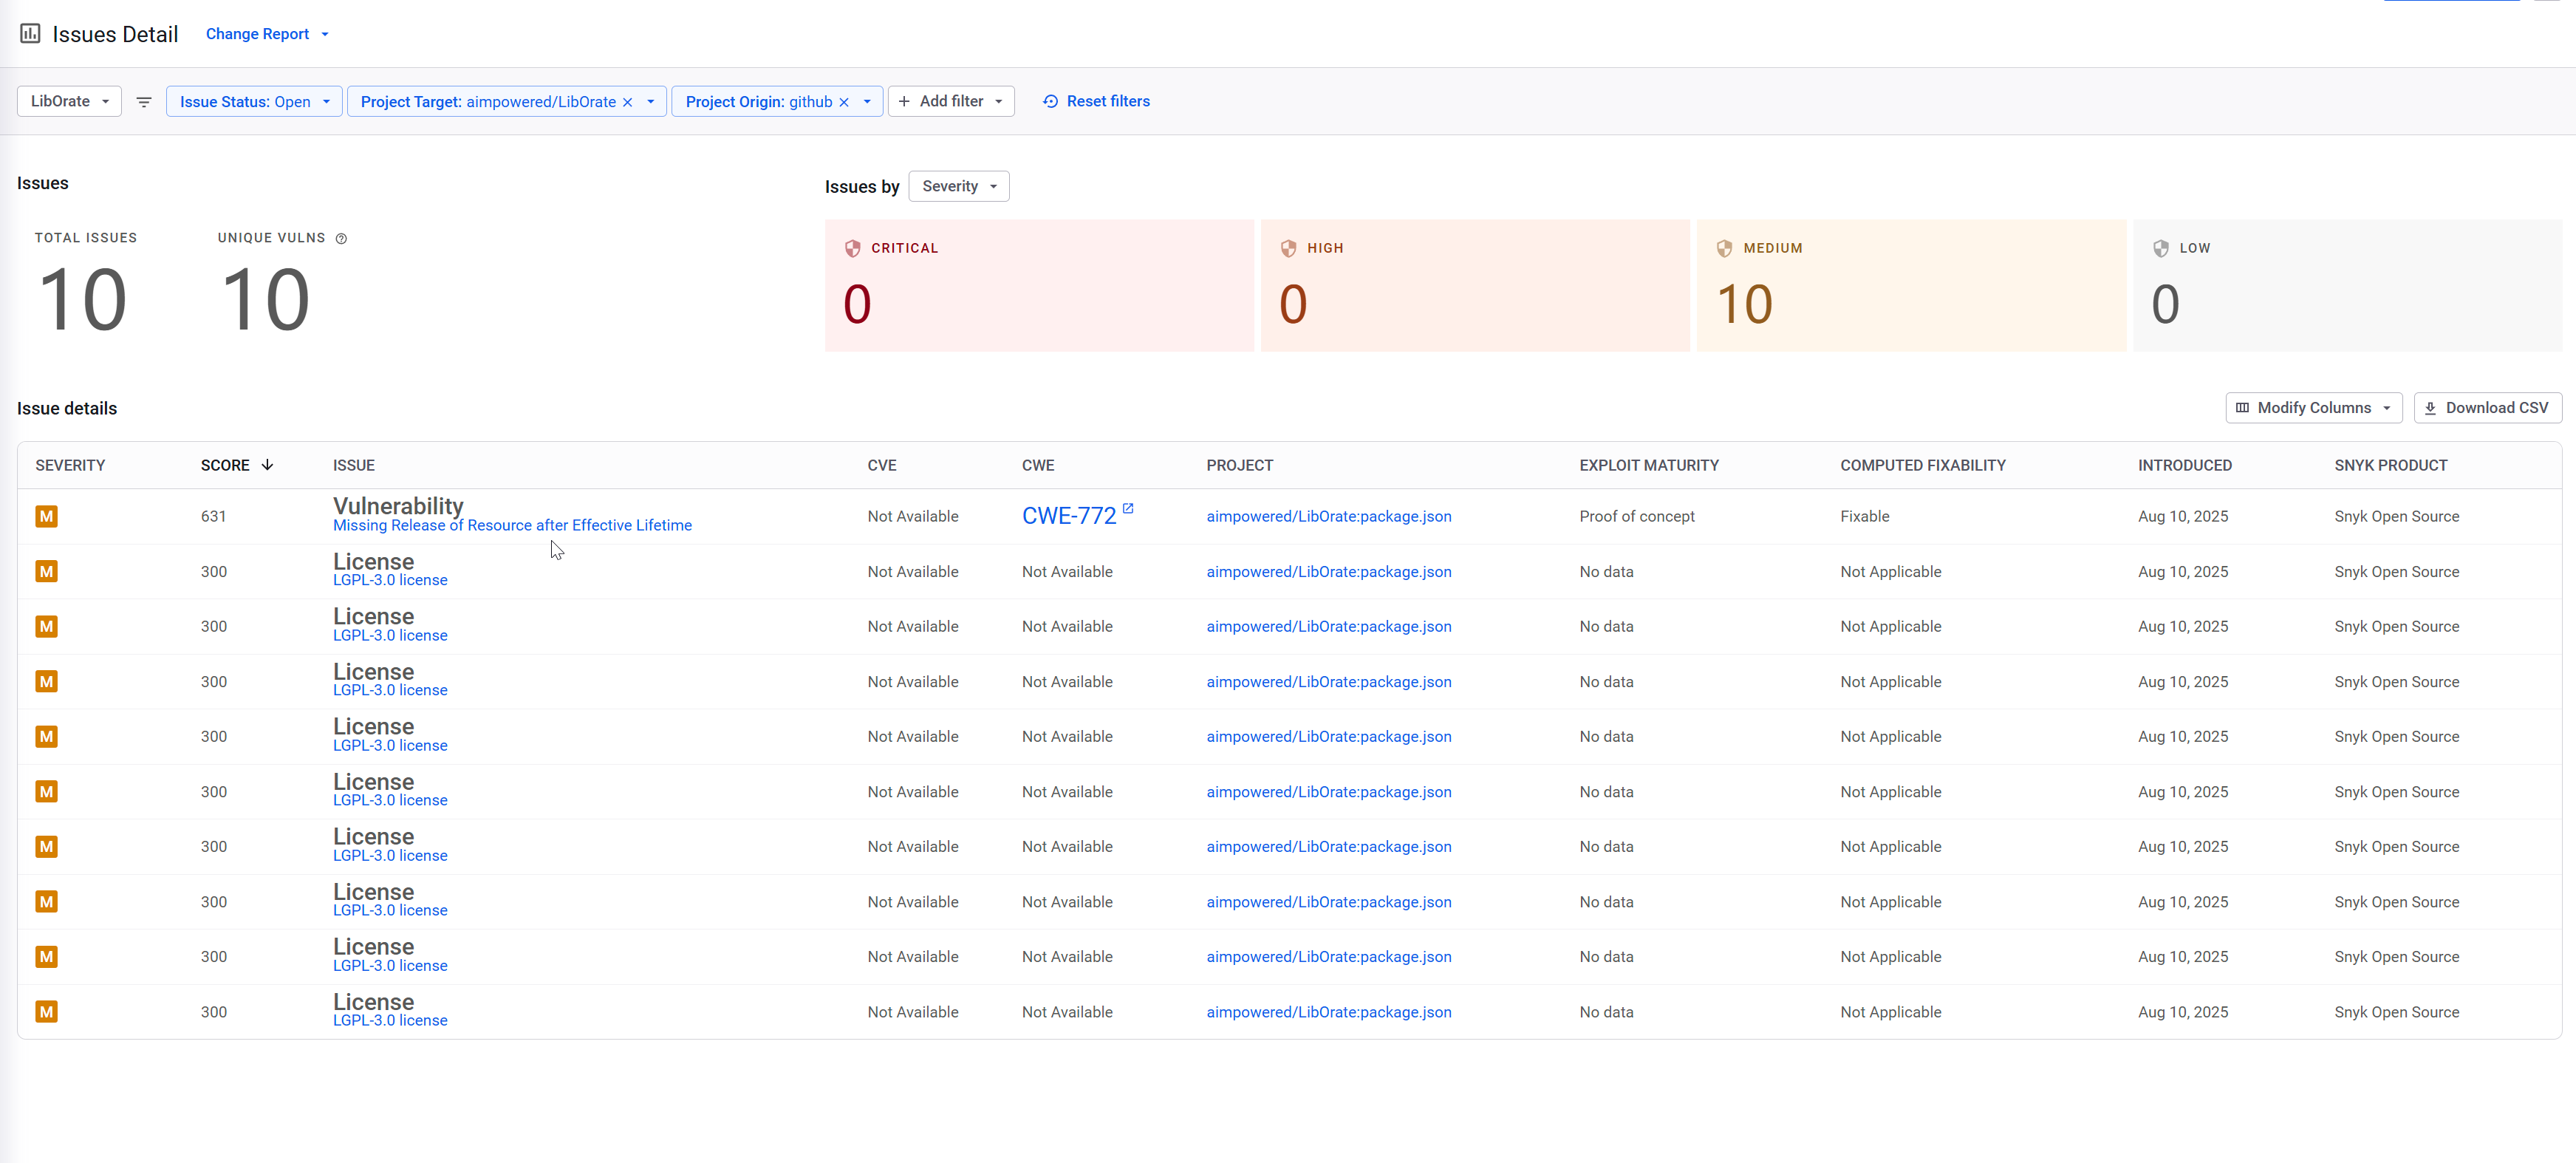 Issues Detail Change Report
LibOrate Issue Status: Open Project Target: aimpowered/LibOrate Project Origin: github Add filter Reset filters
Issues
TOTAL ISSUES UNIQUE VULNS
10 10
Issues by Severity
CRITICAL HIGH MEDIUM LOW
0 0 10 0
Issue details Modify Columns Download CSV
SEVERITY SCORE ISSUE CVE CWE PROJECT EXPLOIT MATURITY COMPUTED FIXABILITY INTRODUCED SNYK PRODUCT
Vulnerability
M 631 Missing Release of Resource after Effective Lifetime Not Available CWE-772 aimpowered/LibOrate:package.json Proof of concept Fixable Aug 10, 2025 Snyk Open Source
License
M 300 LGPL-3.0 license Not Available Not Available aimpowered/LibOrate:package.json No data Not Applicable Aug 10, 2025 Snyk Open Source
License
M 300 LGPL-3.0 license Not Available Not Available aimpowered/LibOrate:package.json No data Not Applicable Aug 10, 2025 Snyk Open Source
License
M 300 LGPL-3.0 license Not Available Not Available aimpowered/LibOrate:package.json No data Not Applicable Aug 10, 2025 Snyk Open Source
License
M 300 LGPL-3.0 license Not Available Not Available aimpowered/LibOrate:package.json No data Not Applicable Aug 10, 2025 Snyk Open Source
License
M 300 LGPL-3.0 license Not Available Not Available aimpowered/LibOrate:package.json No data Not Applicable Aug 10, 2025 Snyk Open Source
License
M 300 LGPL-3.0 license Not Available Not Available aimpowered/LibOrate:package.json No data Not Applicable Aug 10, 2025 Snyk Open Source
License
M 300 LGPL-3.0 license Not Available Not Available aimpowered/LibOrate:package.json No data Not Applicable Aug 10, 2025 Snyk Open Source
License
M 300 LGPL-3.0 license Not Available Not Available aimpowered/LibOrate:package.json No data Not Applicable Aug 10, 2025 Snyk Open Source
License
M 300 LGPL-3.0 license Not Available Not Available aimpowered/LibOrate:package.json No data Not Applicable Aug 10, 2025 Snyk Open Source